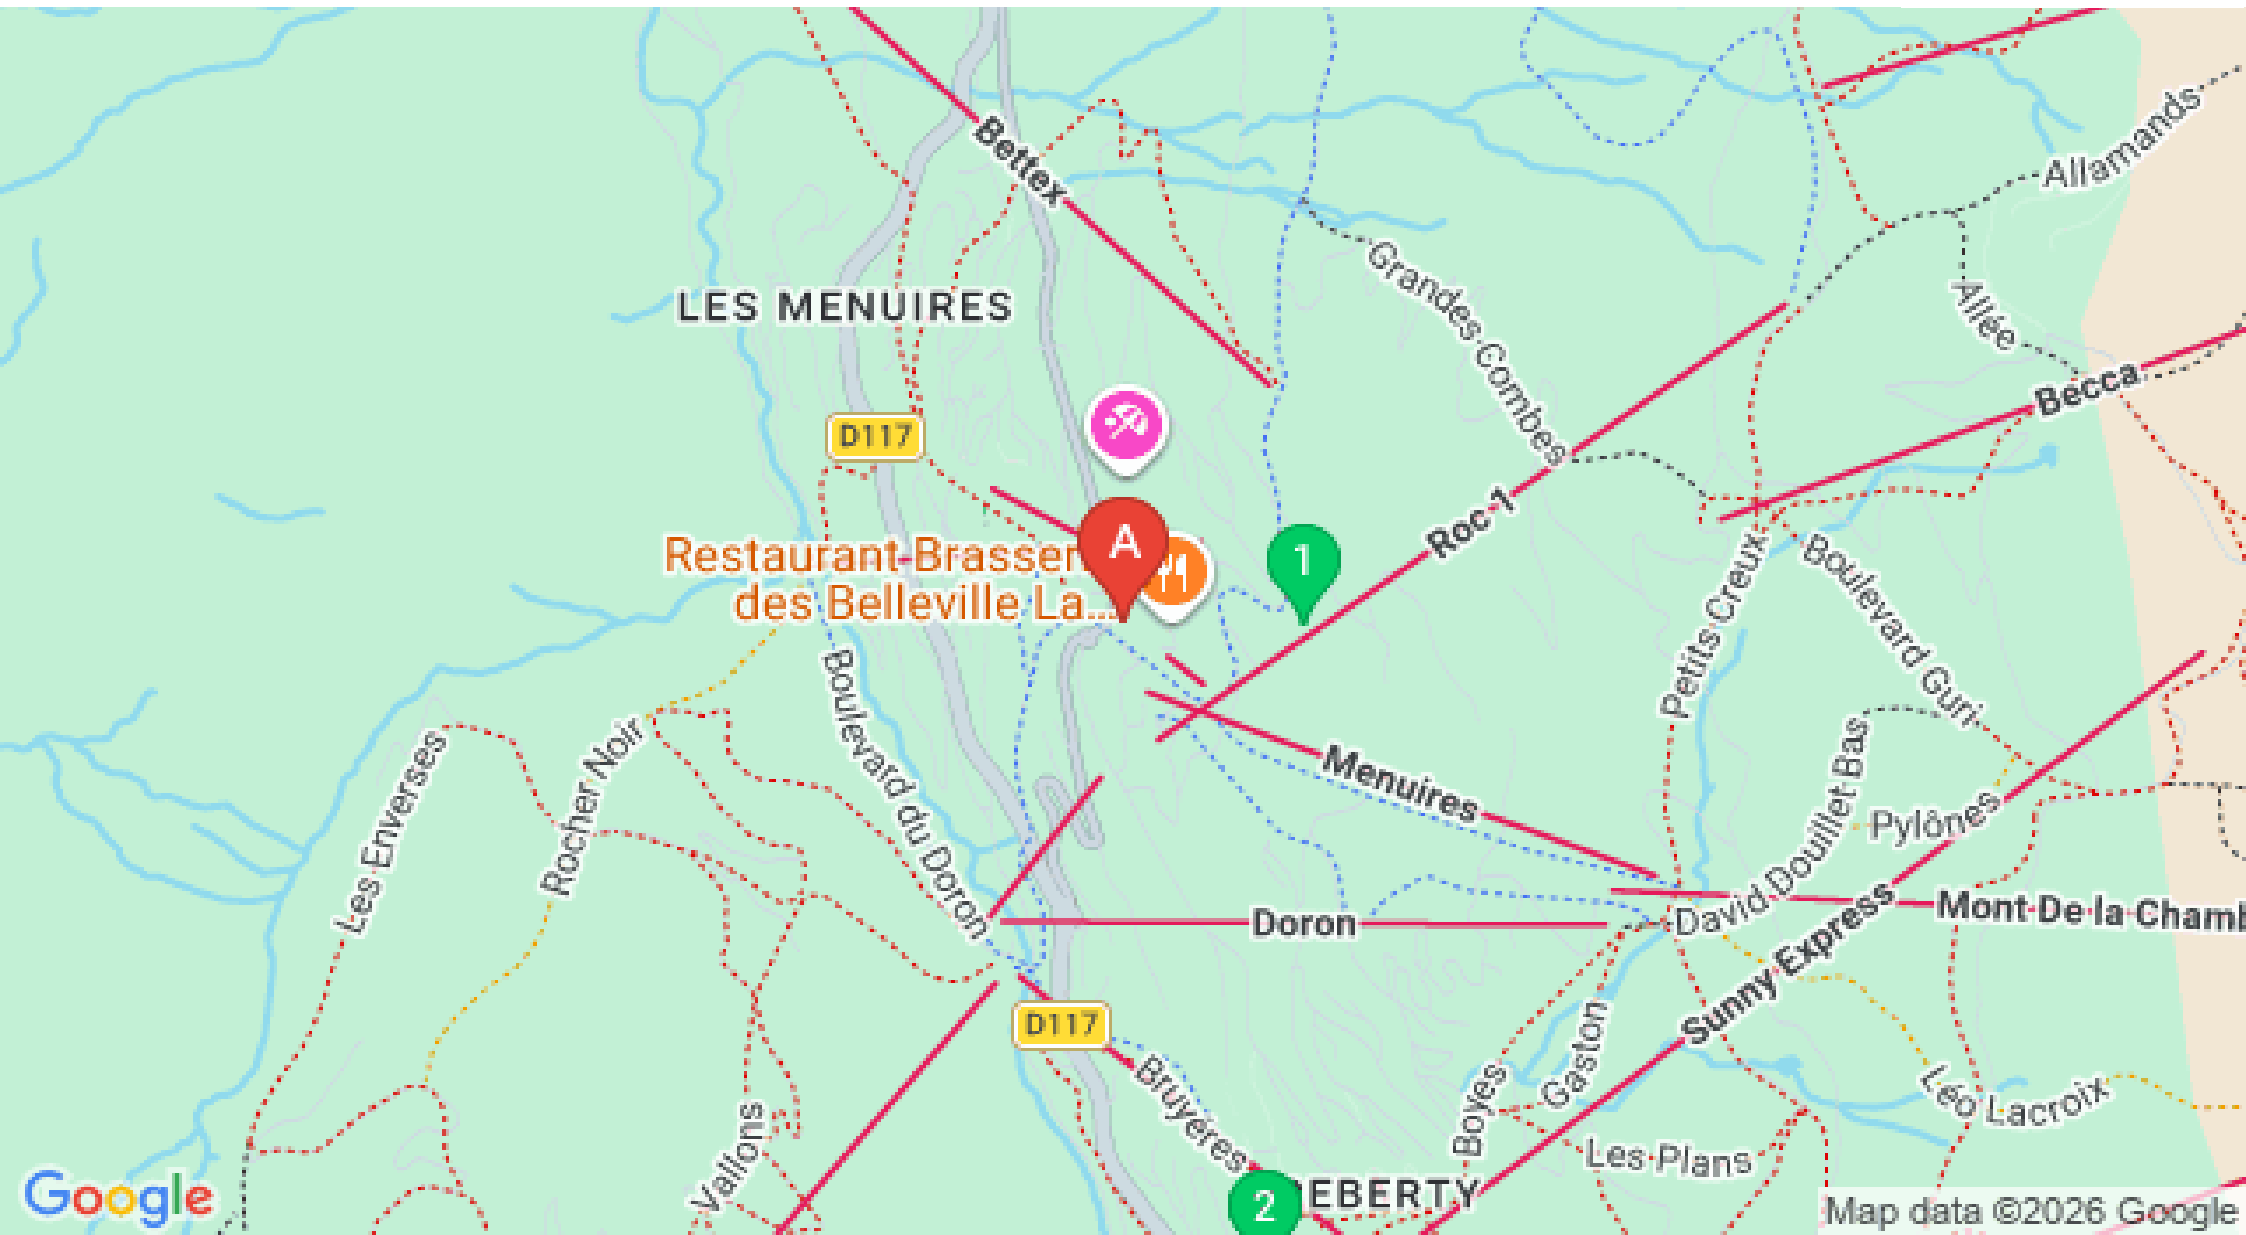 Bettex
Allamands
Grandes-Combes
Allée
LES MENUIRES
Becca
D117
Roc-1
A
1
Restaurant-Brasser
des Belleville La...
Petits Creux
Boulevard Guri
Boulevard du Doron
Les Enverses
Rocher Noir
Menuires
David Douillet Bas
Pylônes
Doron
Mont De la Chamb
Sunny Express
D117
Gaston
Boyes
Bruyères
Léo Lacroix
Vallons
Les Plans
2
EBERTY
Google
Map data ©2026 Google